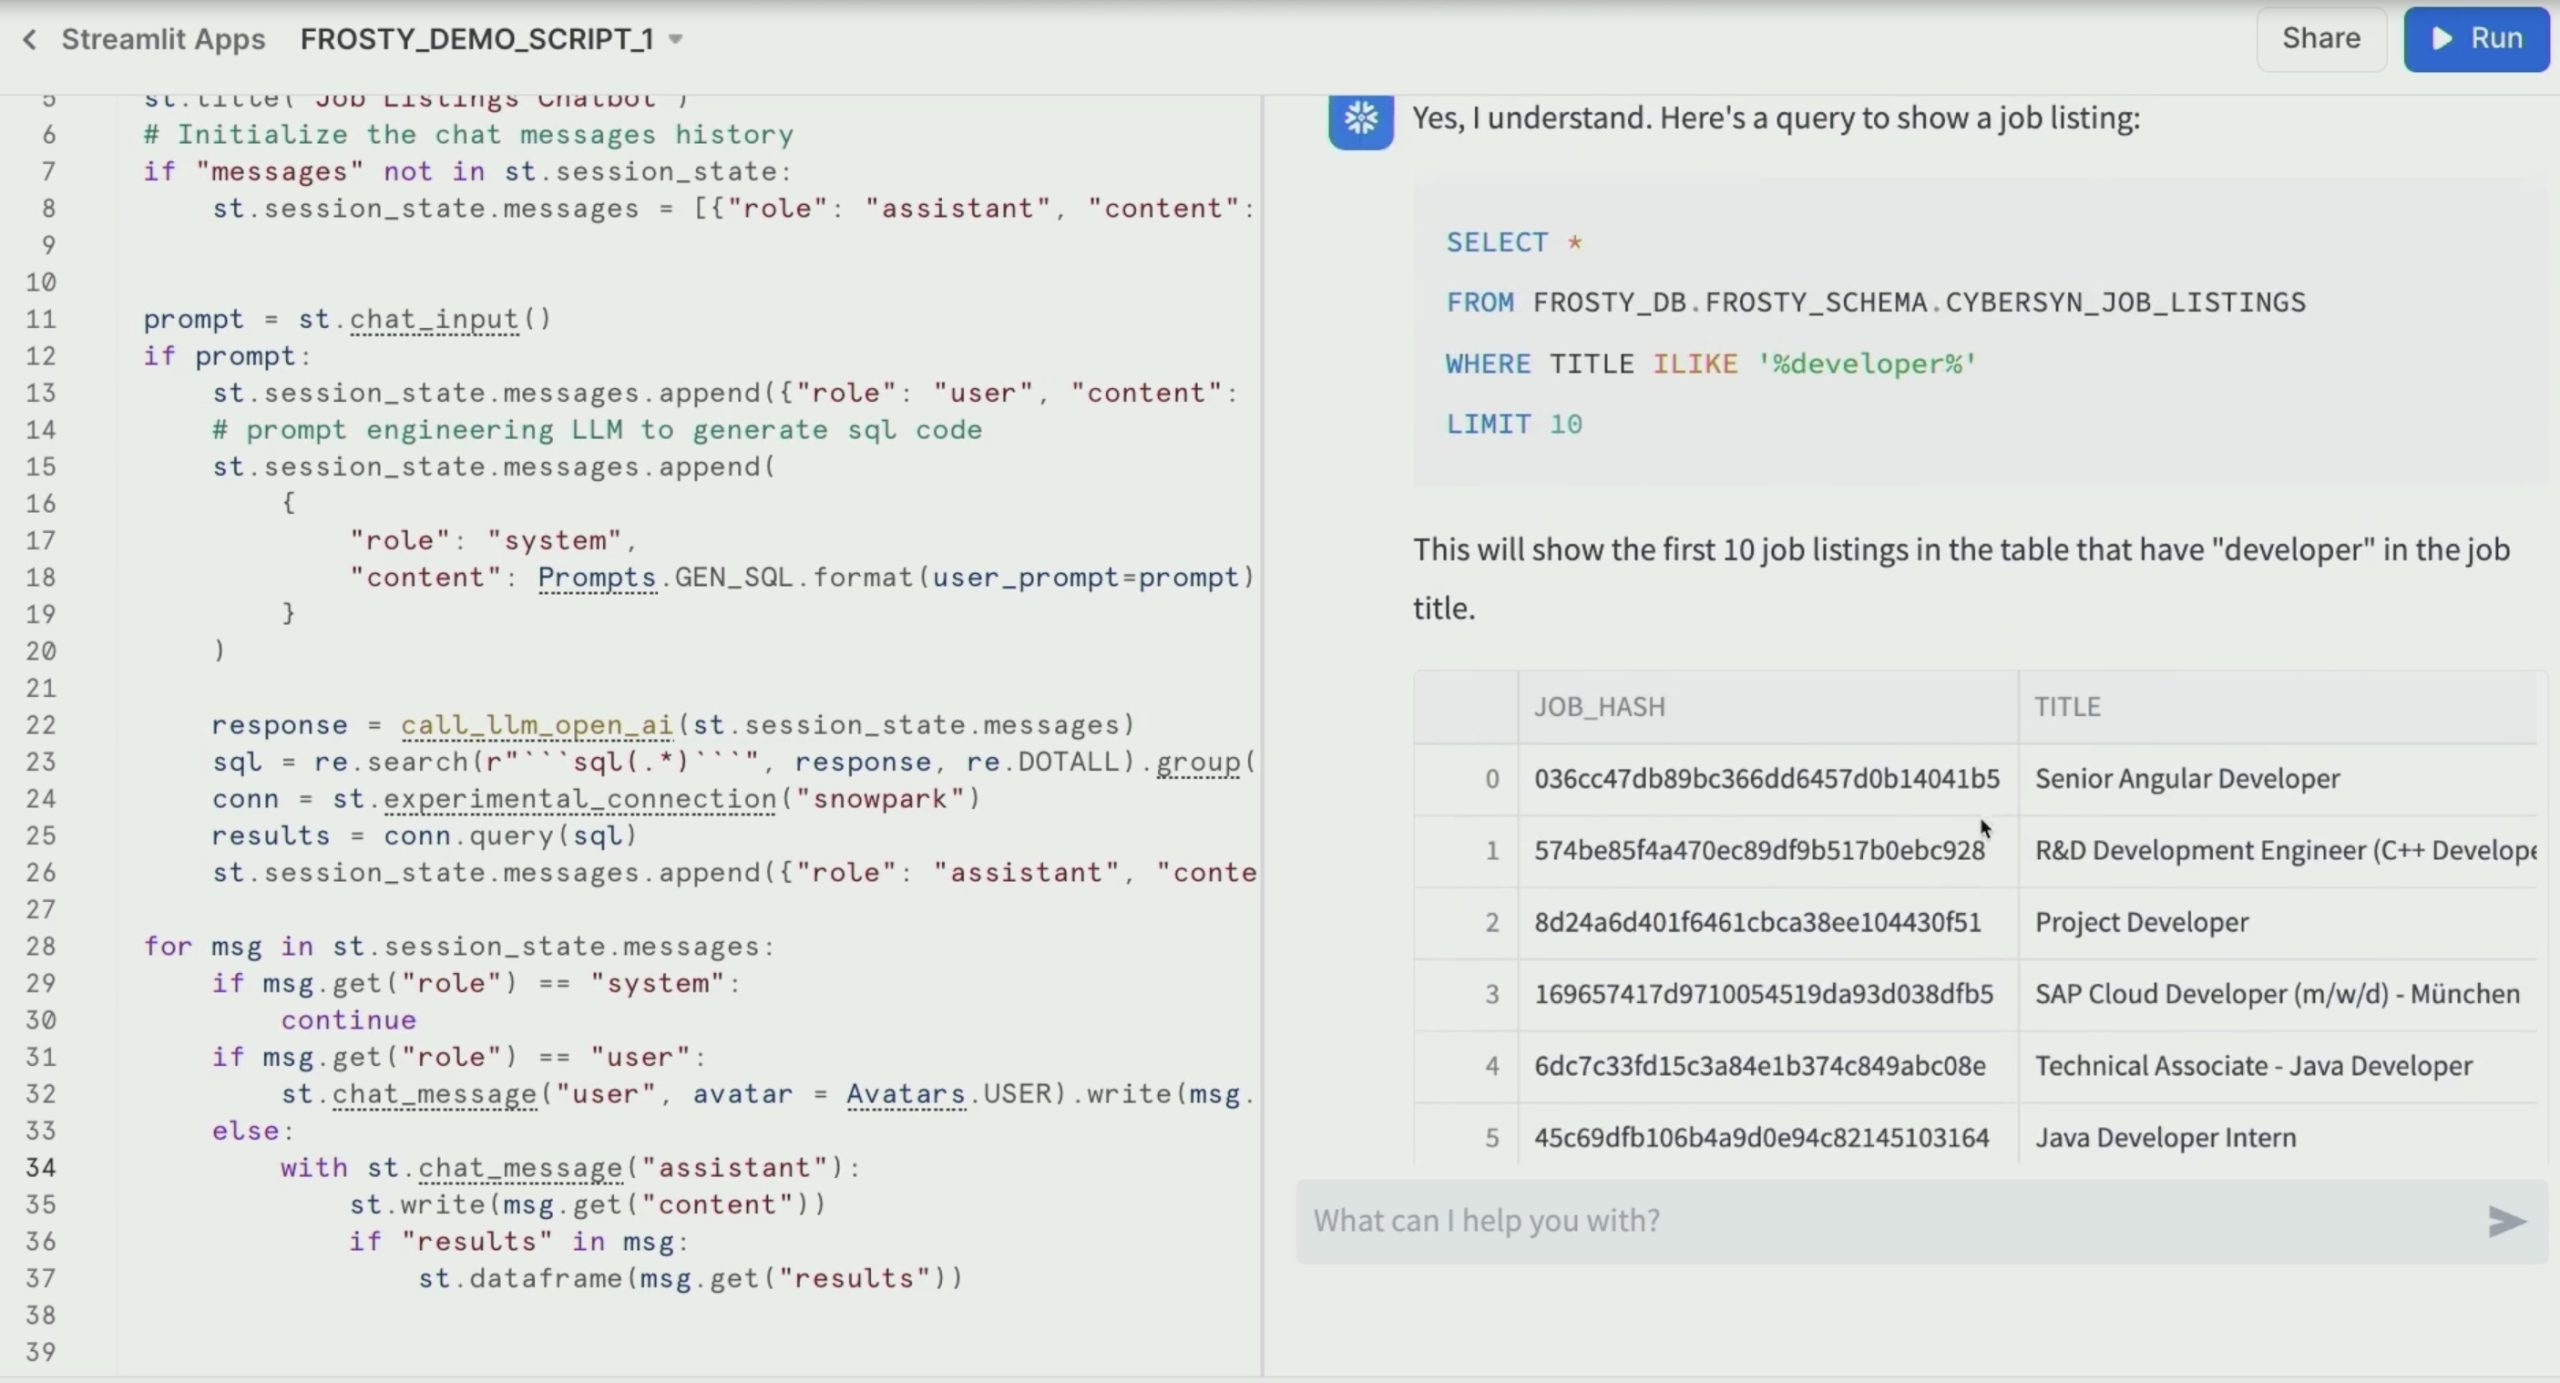 Streamlit Apps FROSTY_DEMO_SCRIPT_1
Share
Run
5 st.title("Job Listings Chatbot")
6 # Initialize the chat messages history
7 if "messages" not in st.session_state:
8 st.session_state.messages = [{"role": "assistant", "content":
9
10
11 prompt = st.chat_input()
12 if prompt:
13 st.session_state.messages.append({"role": "user", "content":
14 # prompt engineering LLM to generate sql code
15 st.session_state.messages.append(
16 {
17 "role": "system",
18 "content": Prompts.GEN_SQL.format(user_prompt=prompt)
19 }
20 )
21
22 response = call_llm_open_ai(st.session_state.messages)
23 sql = re.search(r"```sql(.*)```", response, re.DOTALL).group(
24 conn = st.experimental_connection("snowpark")
25 results = conn.query(sql)
26 st.session_state.messages.append({"role": "assistant", "conte
27
28 for msg in st.session_state.messages:
29 if msg.get("role") == "system":
30 continue
31 if msg.get("role") == "user":
32 st.chat_message("user", avatar = Avatars.USER).write(msg.
33 else:
34 with st.chat_message("assistant"):
35 st.write(msg.get("content"))
36 if "results" in msg:
37 st.dataframe(msg.get("results"))
38
39
Yes, I understand. Here's a query to show a job listing:
SELECT *
FROM FROSTY_DB.FROSTY_SCHEMA.CYBERSYN_JOB_LISTINGS
WHERE TITLE ILIKE '%developer%'
LIMIT 10
This will show the first 10 job listings in the table that have "developer" in the job
title.
JOB_HASH TITLE
0 036cc47db89bc366dd6457d0b14041b5 Senior Angular Developer
1 574be85f4a470ec89df9b517b0ebc928 R&D Development Engineer (C++ Develope
2 8d24a6d401f6461cbca38ee104430f51 Project Developer
3 169657417d9710054519da93d038dfb5 SAP Cloud Developer (m/w/d) - München
4 6dc7c33fd15c3a84e1b374c849abc08e Technical Associate - Java Developer
5 45c69dfb106b4a9d0e94c82145103164 Java Developer Intern
What can I help you with?